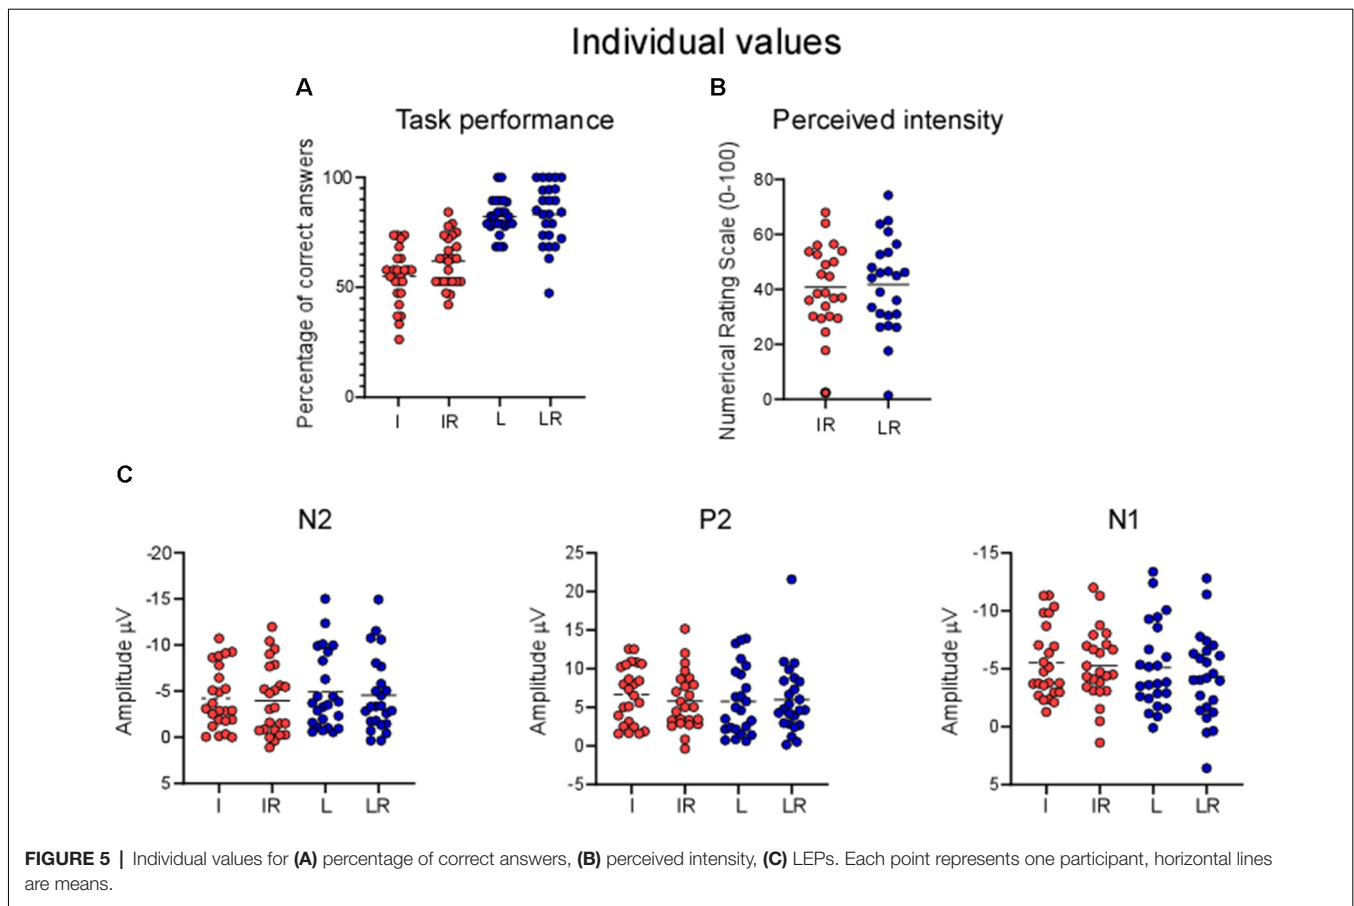 Individual values
A
B
Task performance
Perceived intensity
Percentage of correct answers
100
50
0
I IR L LR
Numerical Rating Scale (0-100)
80
60
40
20
0
IR LR
C
N2
P2
N1
Amplitude µV
-20
-15
-10
-5
0
5
I IR L LR
Amplitude µV
25
20
15
10
5
0
-5
I IR L LR
Amplitude µV
-15
-10
-5
0
5
I IR L LR
FIGURE 5 | Individual values for (A) percentage of correct answers, (B) perceived intensity, (C) LEPs. Each point represents one participant, horizontal lines
are means.